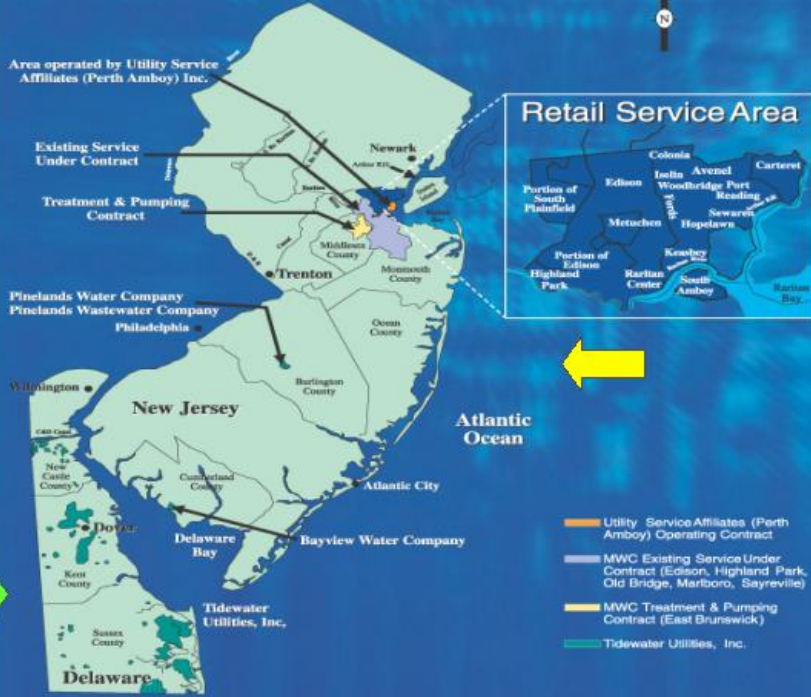 N
Area operated by Utility Service
Affiliates (Perth Amboy) Inc.
Existing Service
Under Contract
Treatment & Pumping
Contract
Newark
Middlesex
County
Trenton
Monmouth
County
Pinelands Water Company
Pinelands Wastewater Company
Philadelphia
Ocean
County
Burlington
County
Wilmington
New Jersey
Atlantic
Ocean
New
Castle
County
Cumberland
County
Atlantic City
Dover
Delaware
Bay
Bayview Water Company
Kent
County
Tidewater
Utilities, Inc,
Sussex
County
Delaware
Retail Service Area
Colonia
Carteret
Iselin
Avenel
Edison
Woodbridge
Port
Reading
Portion of
South
Plainfield
Fords
Sewaren
Metuchen
Hopelawn
Portion of
Edison
Keasbey
Highland
Park
Raritan
Center
South
Amboy
Raritan
Bay
Utility Service Affiliates (Perth
Amboy) Operating Contract
MWC Existing Service Under
Contract (Edison, Highland Park,
Old Bridge, Marlboro, Sayreville)
MWC Treatment & Pumping
Contract (East Brunswick)
Tidewater Utilities, Inc.